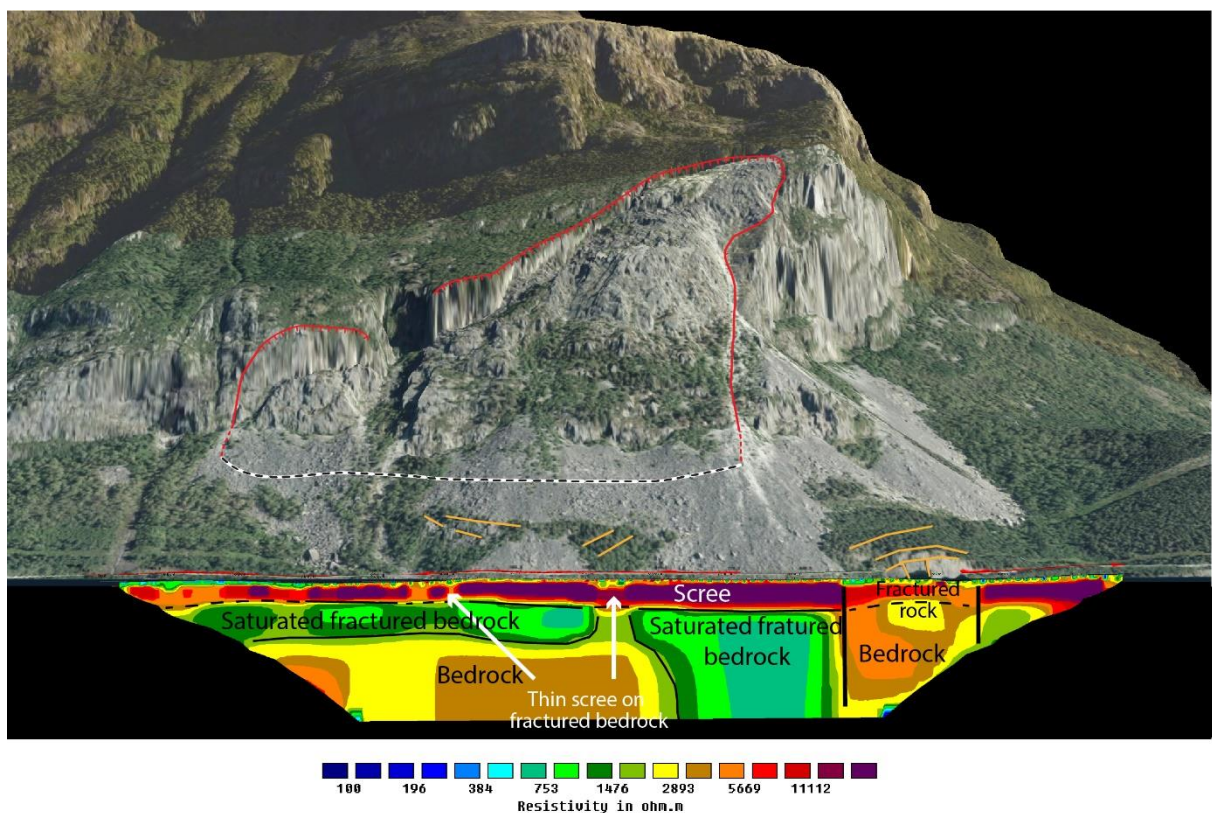 Scree
Fractured
rock
Saturated fractured bedrock
Saturated fratured
bedrock
Bedrock
Bedrock
Thin scree on
fractured bedrock
100 196 384 753 1476 2893 5669 11112
Resistivity in ohm.m